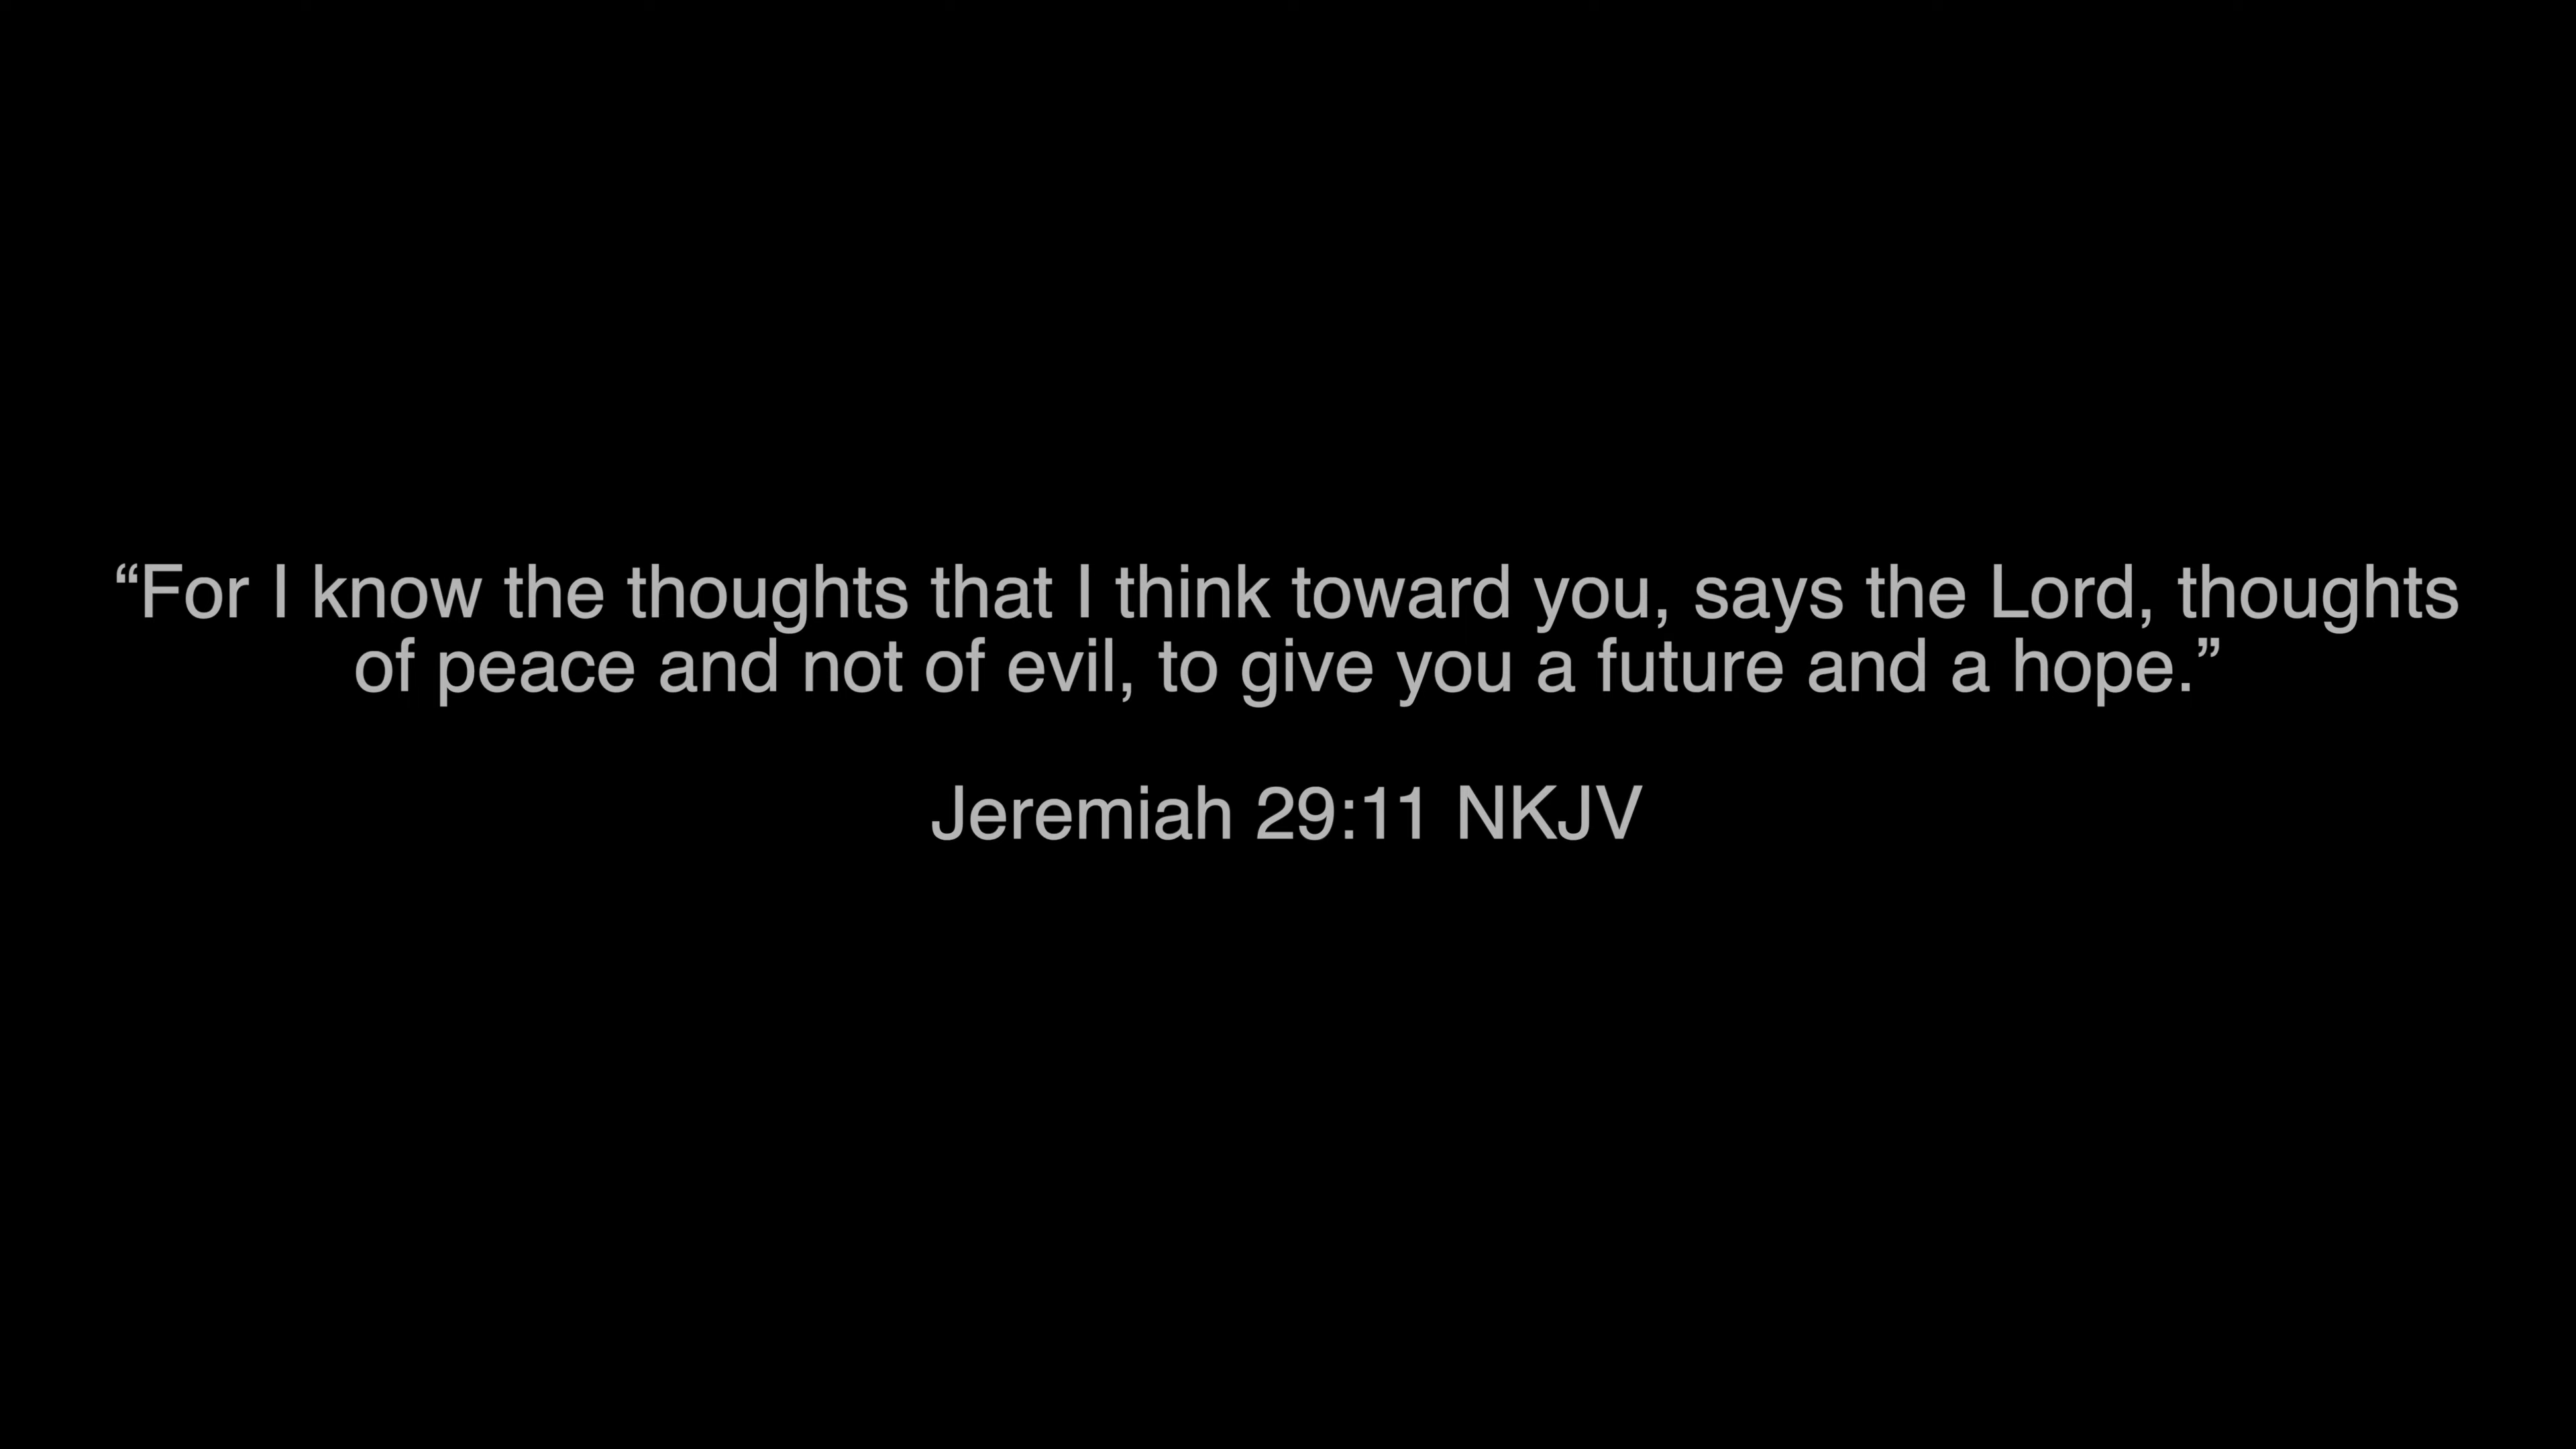 “For I know the thoughts that I think toward you, says the Lord, thoughts
of peace and not of evil, to give you a future and a hope.”
Jeremiah 29:11 NKJV